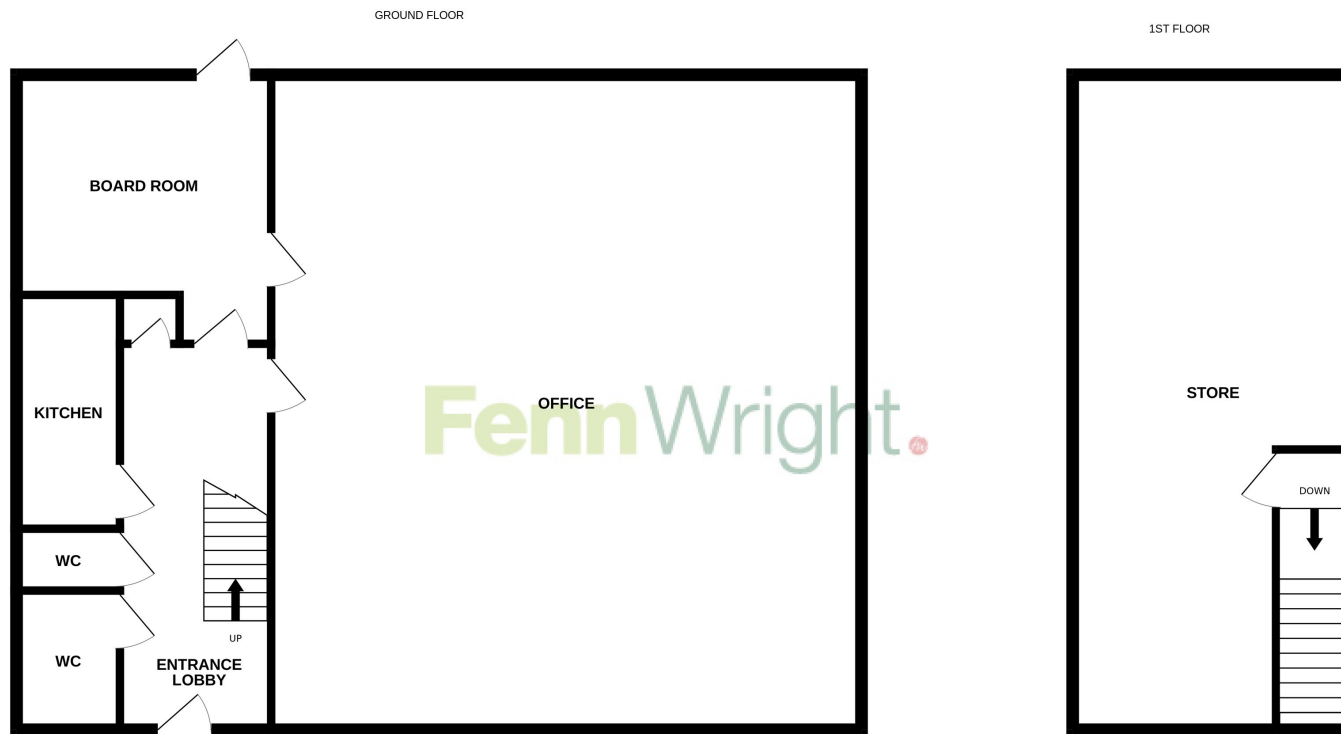 GROUND FLOOR
1ST FLOOR
BOARD ROOM
KITCHEN
OFFICE
FennWright.
STORE
DOWN
WC
WC
UP
ENTRANCE
LOBBY